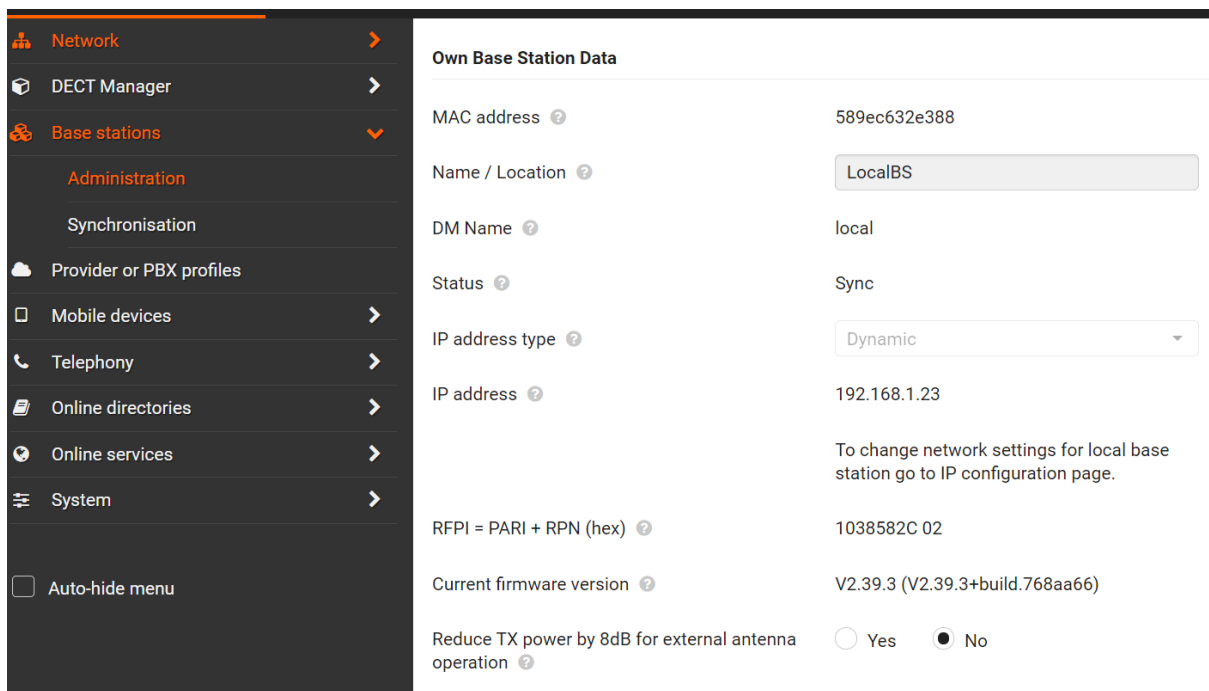 Network
DECT Manager
Base stations
Administration
Synchronisation
Provider or PBX profiles
Mobile devices
Telephony
Online directories
Online services
System
Auto-hide menu
Own Base Station Data
MAC address 589ec632e388
Name / Location LocalBS
DM Name local
Status Sync
IP address type Dynamic
IP address 192.168.1.23
To change network settings for local base
station go to IP configuration page.
RFPI = PARI + RPN (hex) 1038582C 02
Current firmware version V2.39.3 (V2.39.3+build.768aa66)
Reduce TX power by 8dB for external antenna Yes No
operation